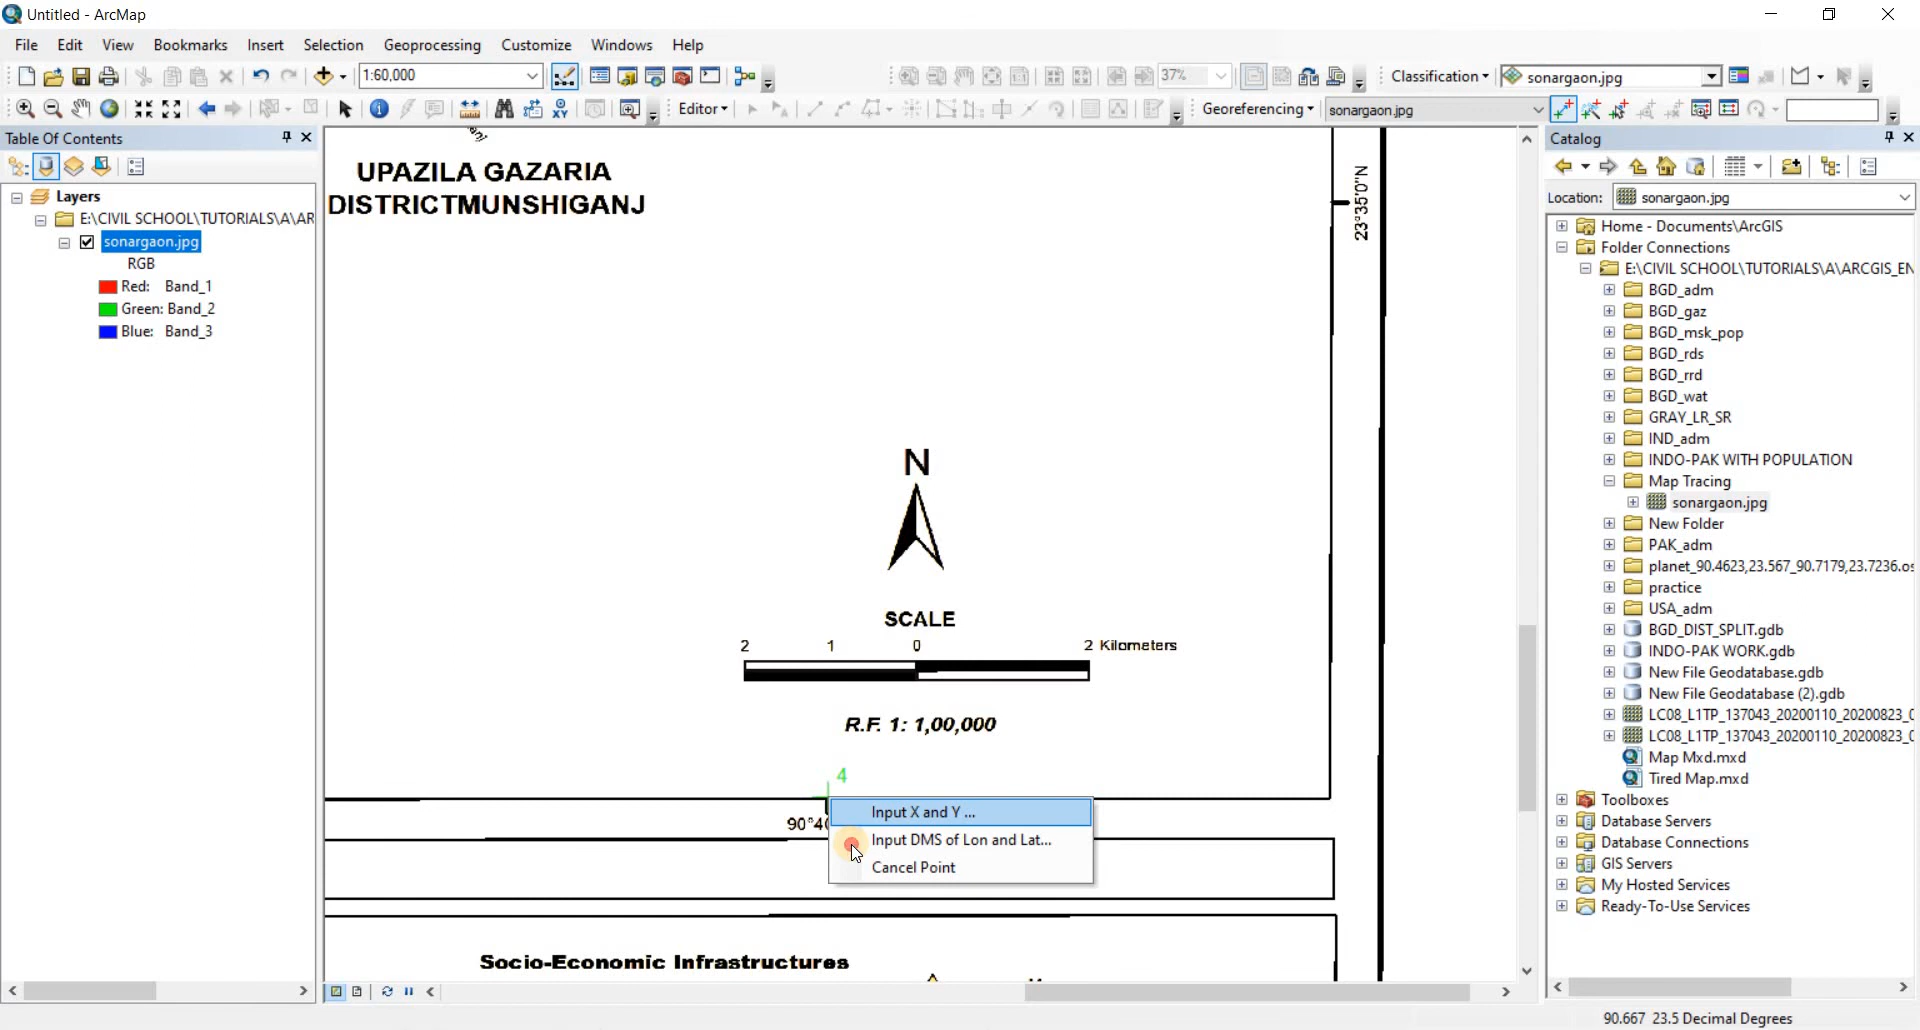 Untitled - ArcMap
File Edit View Bookmarks Insert Selection Geoprocessing Customize Windows Help
1:60,000 37% Classification sonargaon.jpg
Editor Georeferencing sonargaon.jpg
Table Of Contents
Layers
E:\CIVIL SCHOOL\TUTORIALS\A\AR
sonargaon.jpg
RGB
Red: Band_1
Green: Band_2
Blue: Band_3
UPAZILA GAZARIA
DISTRICTMUNSHIGANJ
23°35'0"N
N
SCALE
2 1 0 2 Kilometers
R.F. 1: 1,00,000
4
90°40
Input X and Y ...
Input DMS of Lon and Lat...
Cancel Point
Socio-Economic Infrastructures
Catalog
Location: sonargaon.jpg
Home - Documents\ArcGIS
Folder Connections
E:\CIVIL SCHOOL\TUTORIALS\A\ARCGIS_EN
BGD_adm
BGD_gaz
BGD_msk_pop
BGD_rds
BGD_rrd
BGD_wat
GRAY_LR_SR
IND_adm
INDO-PAK WITH POPULATION
Map Tracing
sonargaon.jpg
New Folder
PAK_adm
planet_90.4623,23.567_90.7179,23.7236.os
practice
USA_adm
BGD_DIST_SPLIT.gdb
INDO-PAK WORK.gdb
New File Geodatabase.gdb
New File Geodatabase (2).gdb
LC08_L1TP_137043_20200110_20200823_0
LC08_L1TP_137043_20200110_20200823_0
Map Mxd.mxd
Tired Map.mxd
Toolboxes
Database Servers
Database Connections
GIS Servers
My Hosted Services
Ready-To-Use Services
90.667 23.5 Decimal Degrees